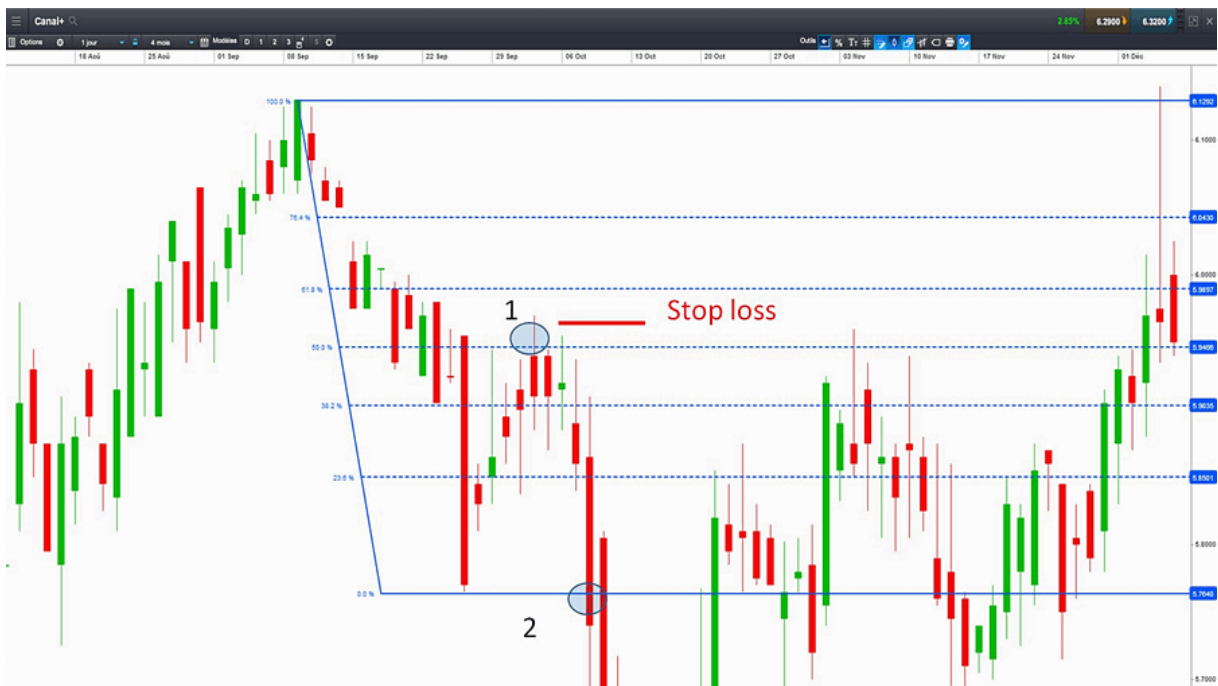 Canal+
2.85% 6.2900 6.3200
Options 1 jour 4 mois Modèles D 1 2 3 4 5 Outils
18 Aoû 25 Aoû 01 Sep 08 Sep 15 Sep 22 Sep 29 Sep 06 Oct 13 Oct 20 Oct 27 Oct 03 Nov 10 Nov 17 Nov 24 Nov 01 Déc
100.0 % 6.1292
6.1000
76.4 % 6.0430
6.0000
61.8 % 5.9897
1 Stop loss
50.0 % 5.9466
38.2 % 5.9035
23.6 % 5.8501
5.8000
0.0 % 5.7640
2
5.7000